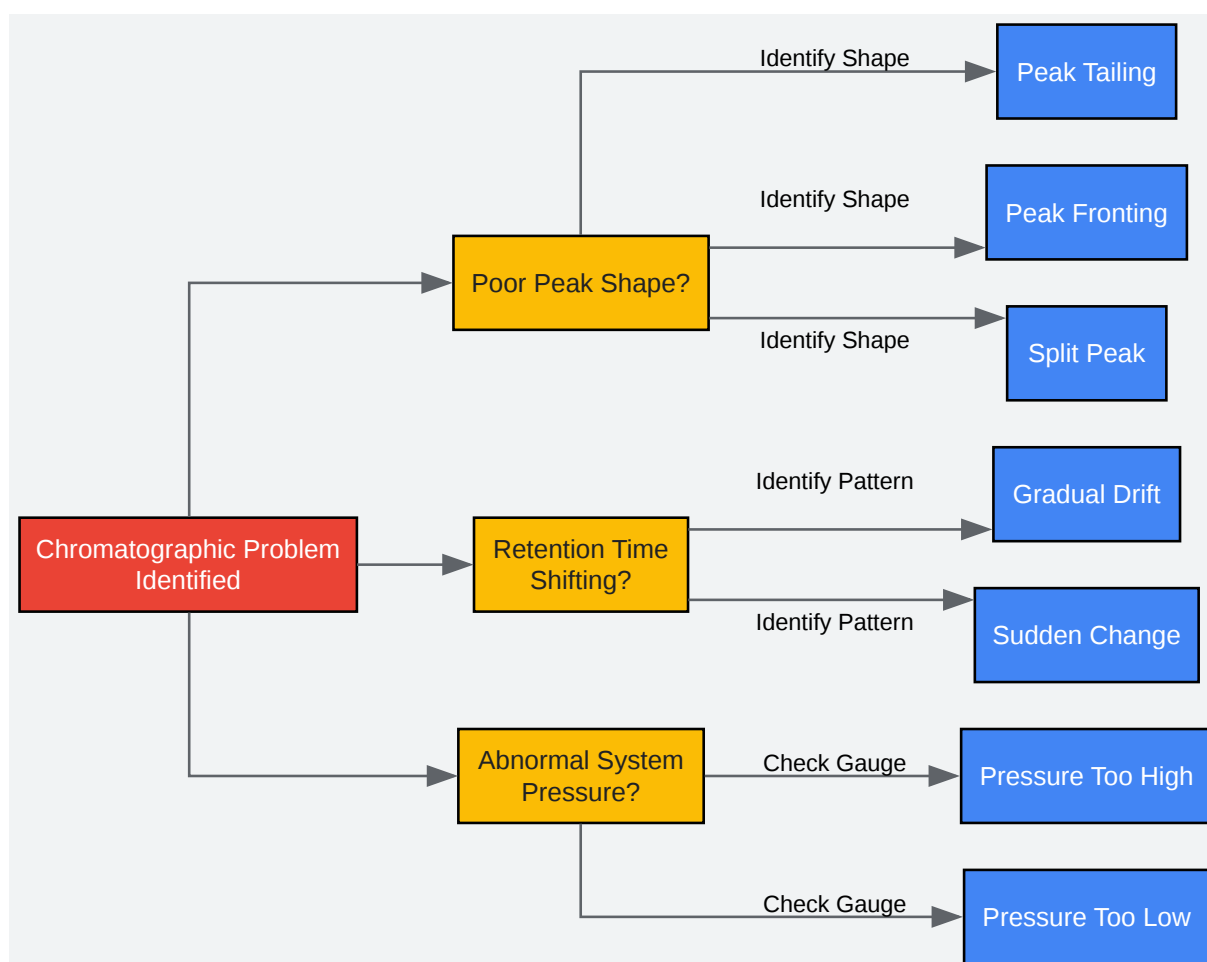 Identify Shape
Peak Tailing
Identify Shape
Peak Fronting
Poor Peak Shape?
Identify Shape
Split Peak
Identify Pattern
Gradual Drift
Chromatographic Problem
Identified
Retention Time
Shifting?
Identify Pattern
Sudden Change
Abnormal System
Pressure?
Check Gauge
Pressure Too High
Check Gauge
Pressure Too Low